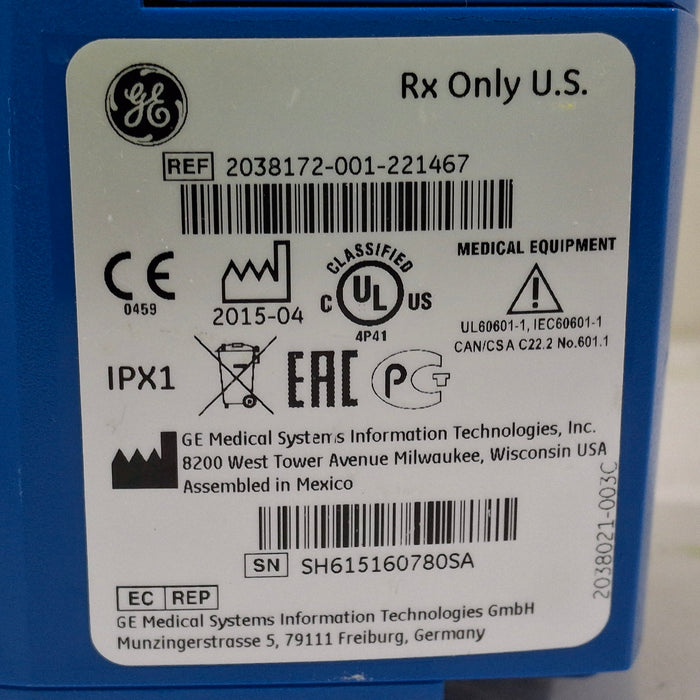 GE
Rx Only U.S.
REF 2038172-001-221467
CE
0459
2015-04
CLASSIFIED
C UL US
4P41
MEDICAL EQUIPMENT
UL60601-1, IEC60601-1
CAN/CSA C22.2 No.601.1
IPX1
EAC
PCT
GE Medical Systems Information Technologies, Inc.
8200 West Tower Avenue Milwaukee, Wisconsin USA
Assembled in Mexico
SN SH615160780SA
2038021-003C
EC REP
GE Medical Systems Information Technologies GmbH
Munzingerstrasse 5, 79111 Freiburg, Germany